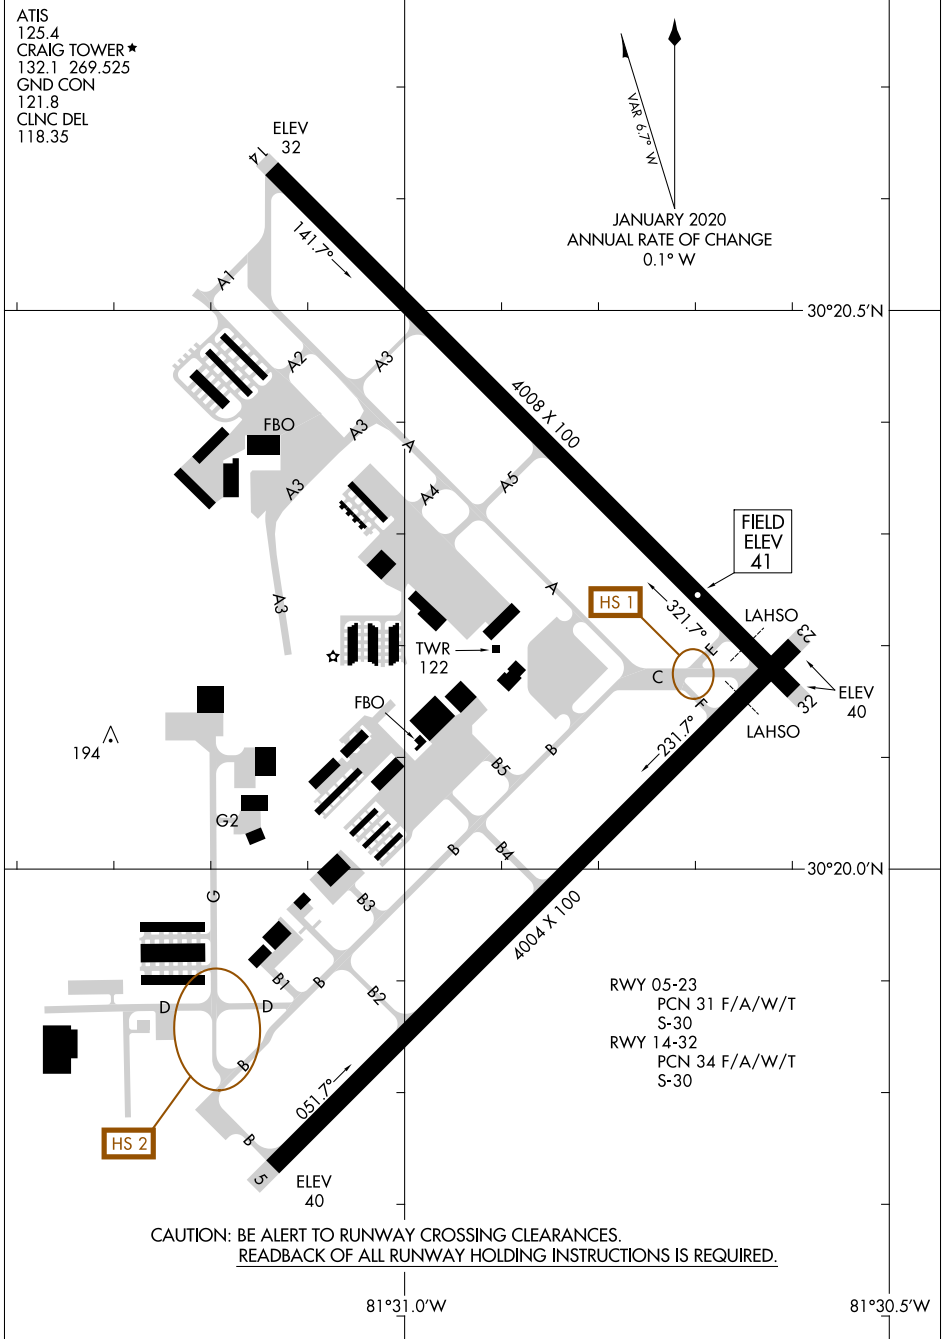 ATIS
125.4
CRAIG TOWER★
132.1 269.525
GND CON
121.8
CLNC DEL
118.35
VAR 6.7° W
JANUARY 2020
ANNUAL RATE OF CHANGE
0.1° W
14
ELEV
32
141.7°
A1
30°20.5'N
A2
A3
4008 X 100
FBO
A3
A
A3
A4
A5
FIELD
ELEV
41
A3
A
HS 1
321.7°
LAHSO
23
TWR
122
E
C
ELEV
40
FBO
F
32
LAHSO
194
231.7°
B
B5
G2
B
B4
30°20.0'N
G
B3
4004 X 100
B1
B
B2
D
D
RWY 05-23
PCN 31 F/A/W/T
S-30
RWY 14-32
PCN 34 F/A/W/T
S-30
B
051.7°
HS 2
B
5
ELEV
40
CAUTION: BE ALERT TO RUNWAY CROSSING CLEARANCES.
READBACK OF ALL RUNWAY HOLDING INSTRUCTIONS IS REQUIRED.
81°31.0'W
81°30.5'W